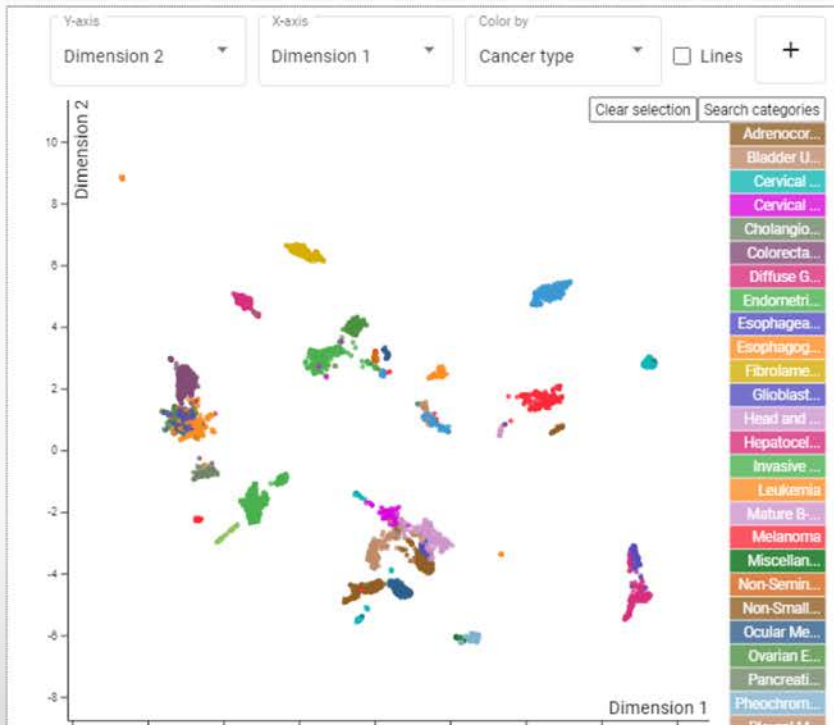 Y-axis X-axis Color by
Dimension 2 Dimension 1 Cancer type Lines +
Clear selection Search categories
Dimension 2
10
8
6
4
2
0
-2
-4
-6
-8
Dimension 1
Adrenocor...
Bladder U...
Cervical ...
Cervical ...
Cholangio...
Colorecta...
Diffuse G...
Endometri...
Esophagea...
Esophagog...
Fibrolame...
Glioblast...
Head and ...
Hepatocel...
Invasive ...
Leukemia
Mature B-...
Melanoma
Miscellan...
Non-Semin...
Non-Small...
Ocular Me...
Ovarian E...
Pancreati...
Pheochrom...